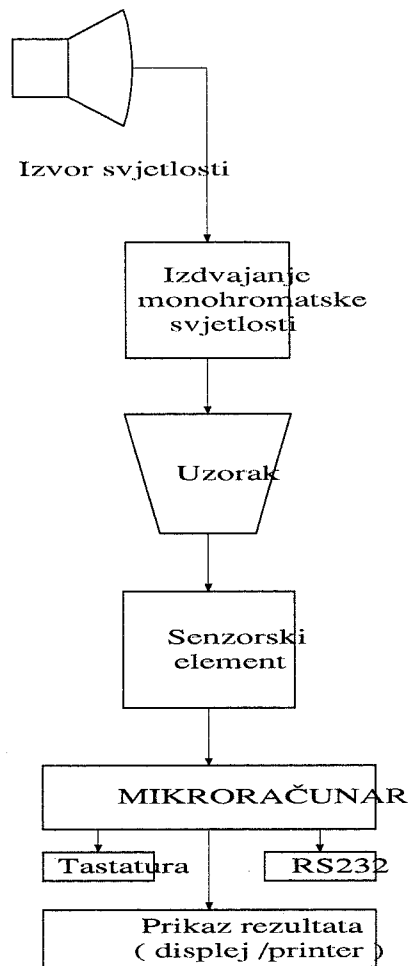 Izvor svjetlosti
Izdvajanje
monohromatske
svjetlosti
Uzorak
Senzorski
element
MIKRORAČUNAR
Tastatura
RS232
Prikaz rezultata
( displej /printer )